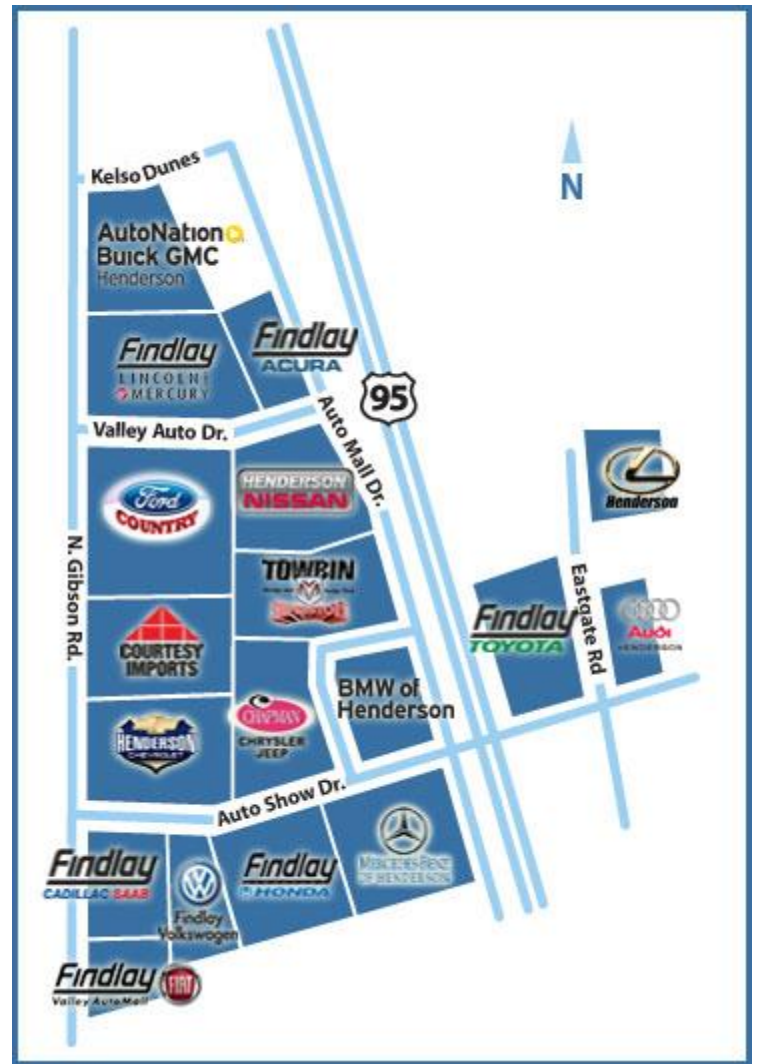 Kelso Dunes
N
AutoNation
Buick GMC
Henderson
Findlay
LINCOLN
MERCURY
Findlay
ACURA
95
Valley Auto Dr.
Auto Mall Dr.
Ford
COUNTRY
HENDERSON
NISSAN
Henderson
N. Gibson Rd.
TOWBIN
Eastgate Rd
COURTESY
IMPORTS
Findlay
TOYOTA
Audi
HENDERSON
BMW of
Henderson
HENDERSON
CHEVROLET
CHAPMAN
CHRYSLER
JEEP
Auto Show Dr.
Findlay
CADILLAC SAAB
Findlay
Volkswagen
Findlay
HONDA
MERCEDES-BENZ
OF HENDERSON
Findlay
Valley AutoMall
FIAT